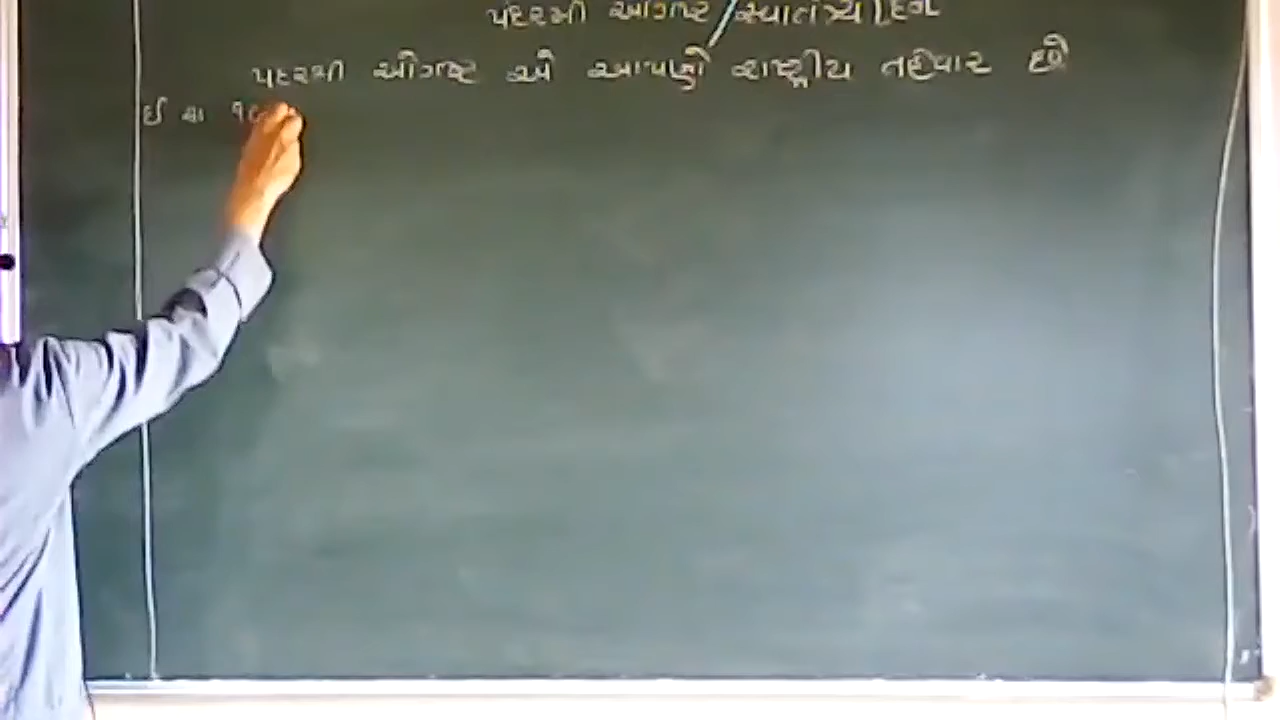 પંદરમી ઓગષ્ટ / સ્વાતંત્ર્ય દિન
પંદરમી ઓગષ્ટ એ આપણો રાષ્ટ્રીય તહેવાર છે
ઈ સ ૧૯